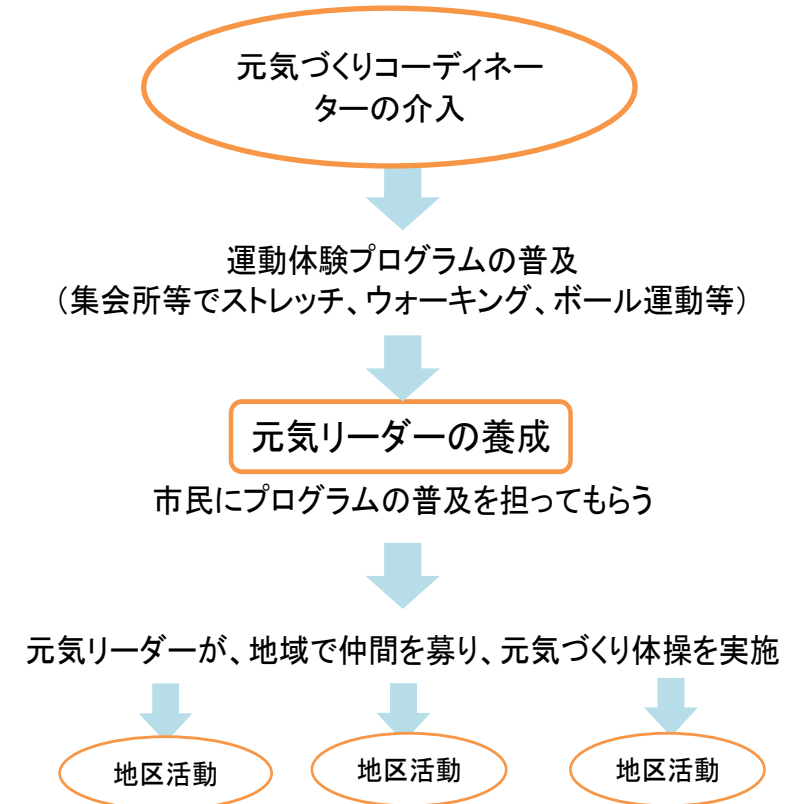 元気づくりコーディネー
ターの介入
運動体験プログラムの普及
（集会所等でストレッチ、ウォーキング、ボール運動等）
元気リーダーの養成
市民にプログラムの普及を担ってもらう
元気リーダーが、地域で仲間を募り、元気づくり体操を実施
地区活動
地区活動
地区活動